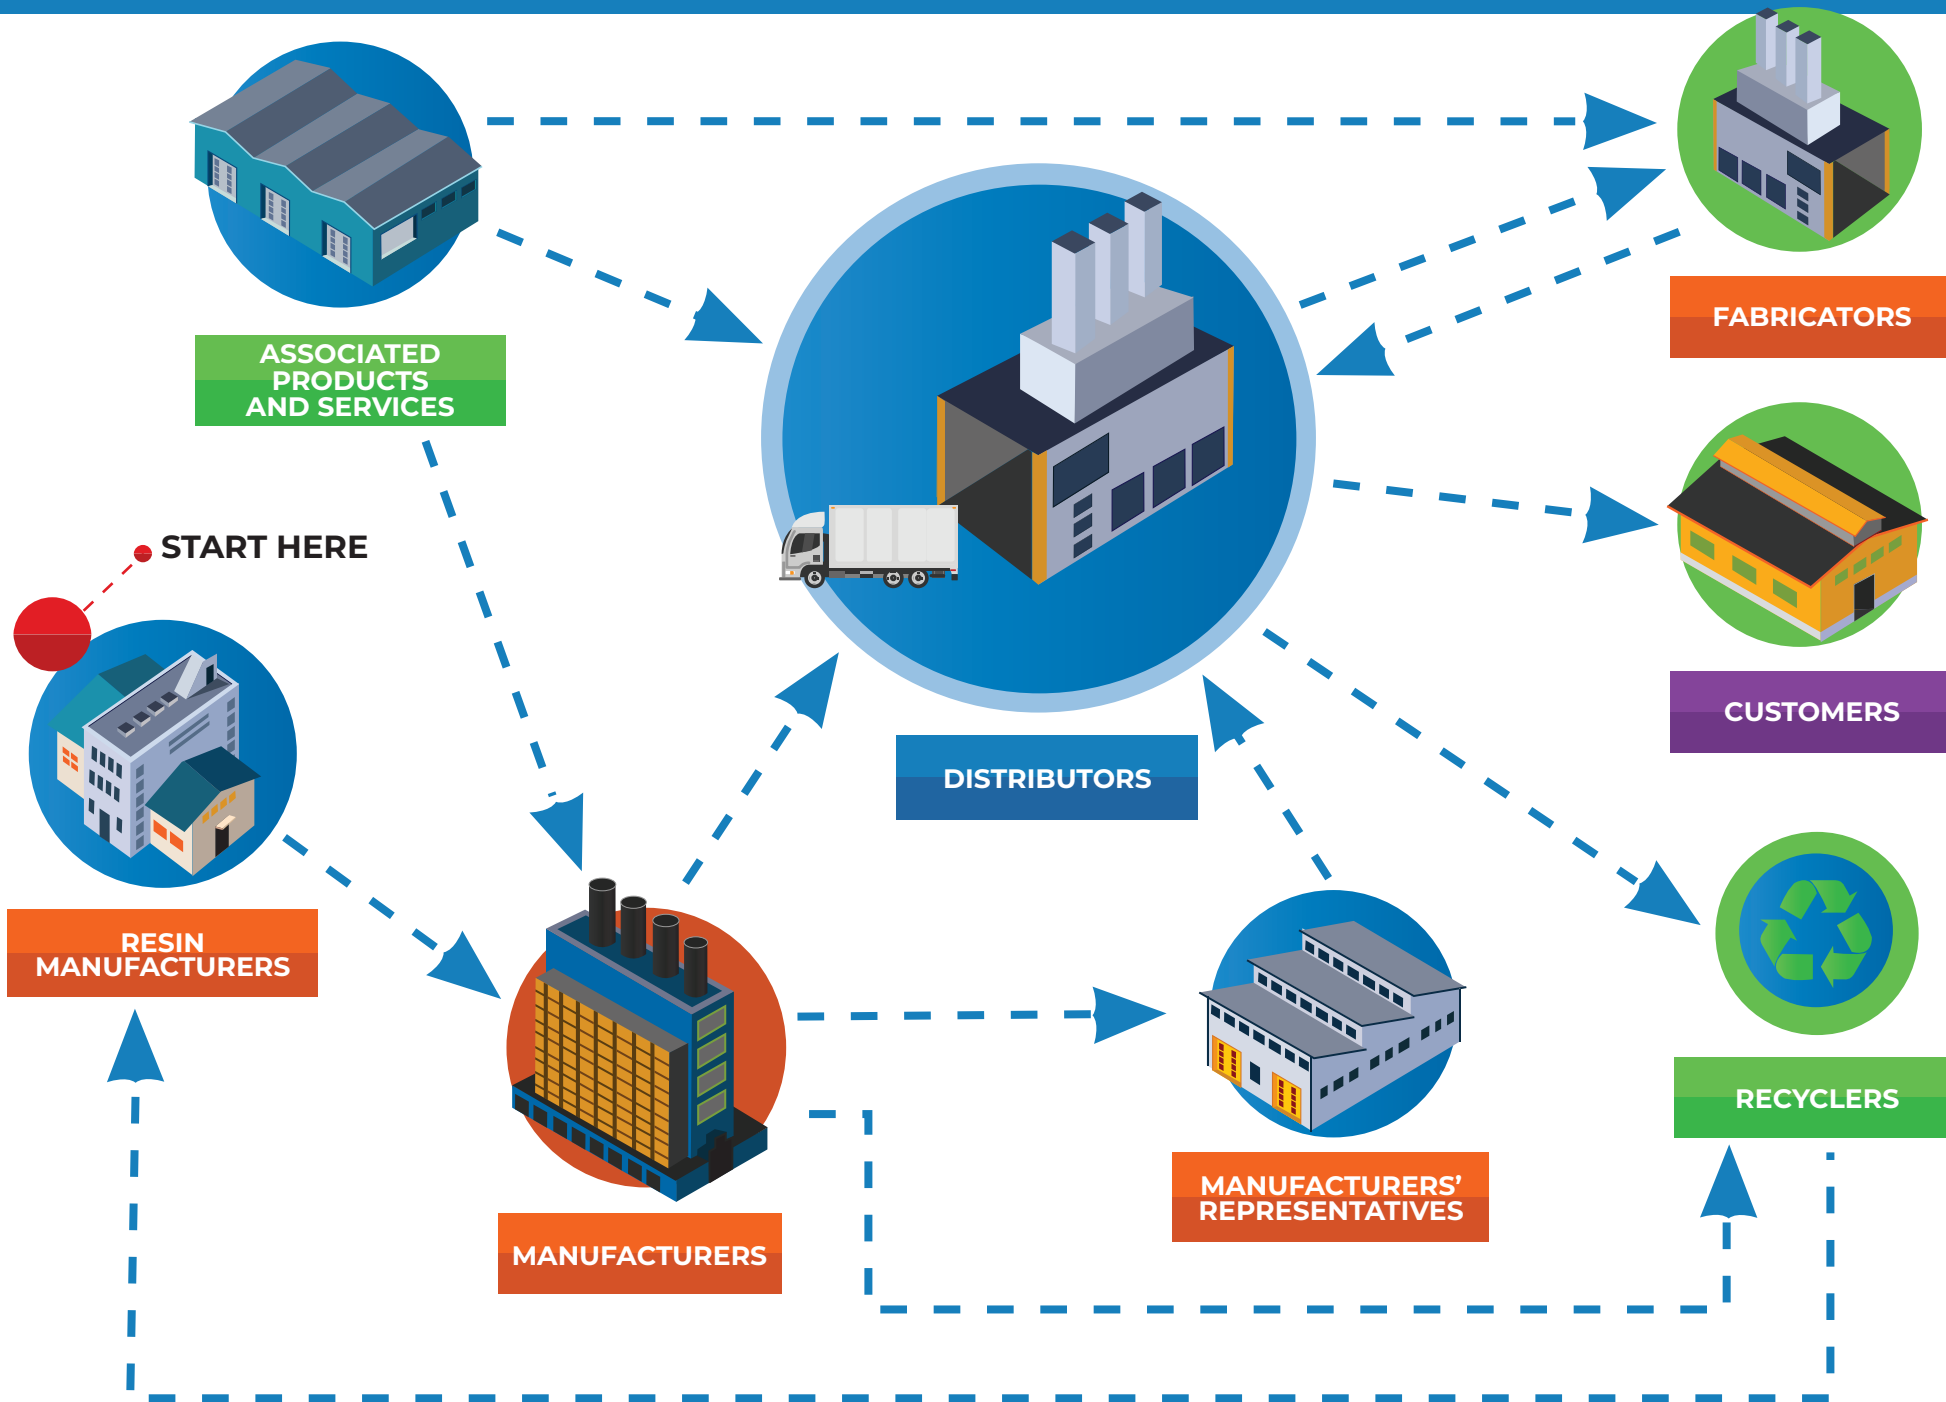 FABRICATORS
ASSOCIATED
PRODUCTS
AND SERVICES
START HERE
CUSTOMERS
DISTRIBUTORS
RESIN
MANUFACTURERS
RECYCLERS
MANUFACTURERS’
REPRESENTATIVES
MANUFACTURERS